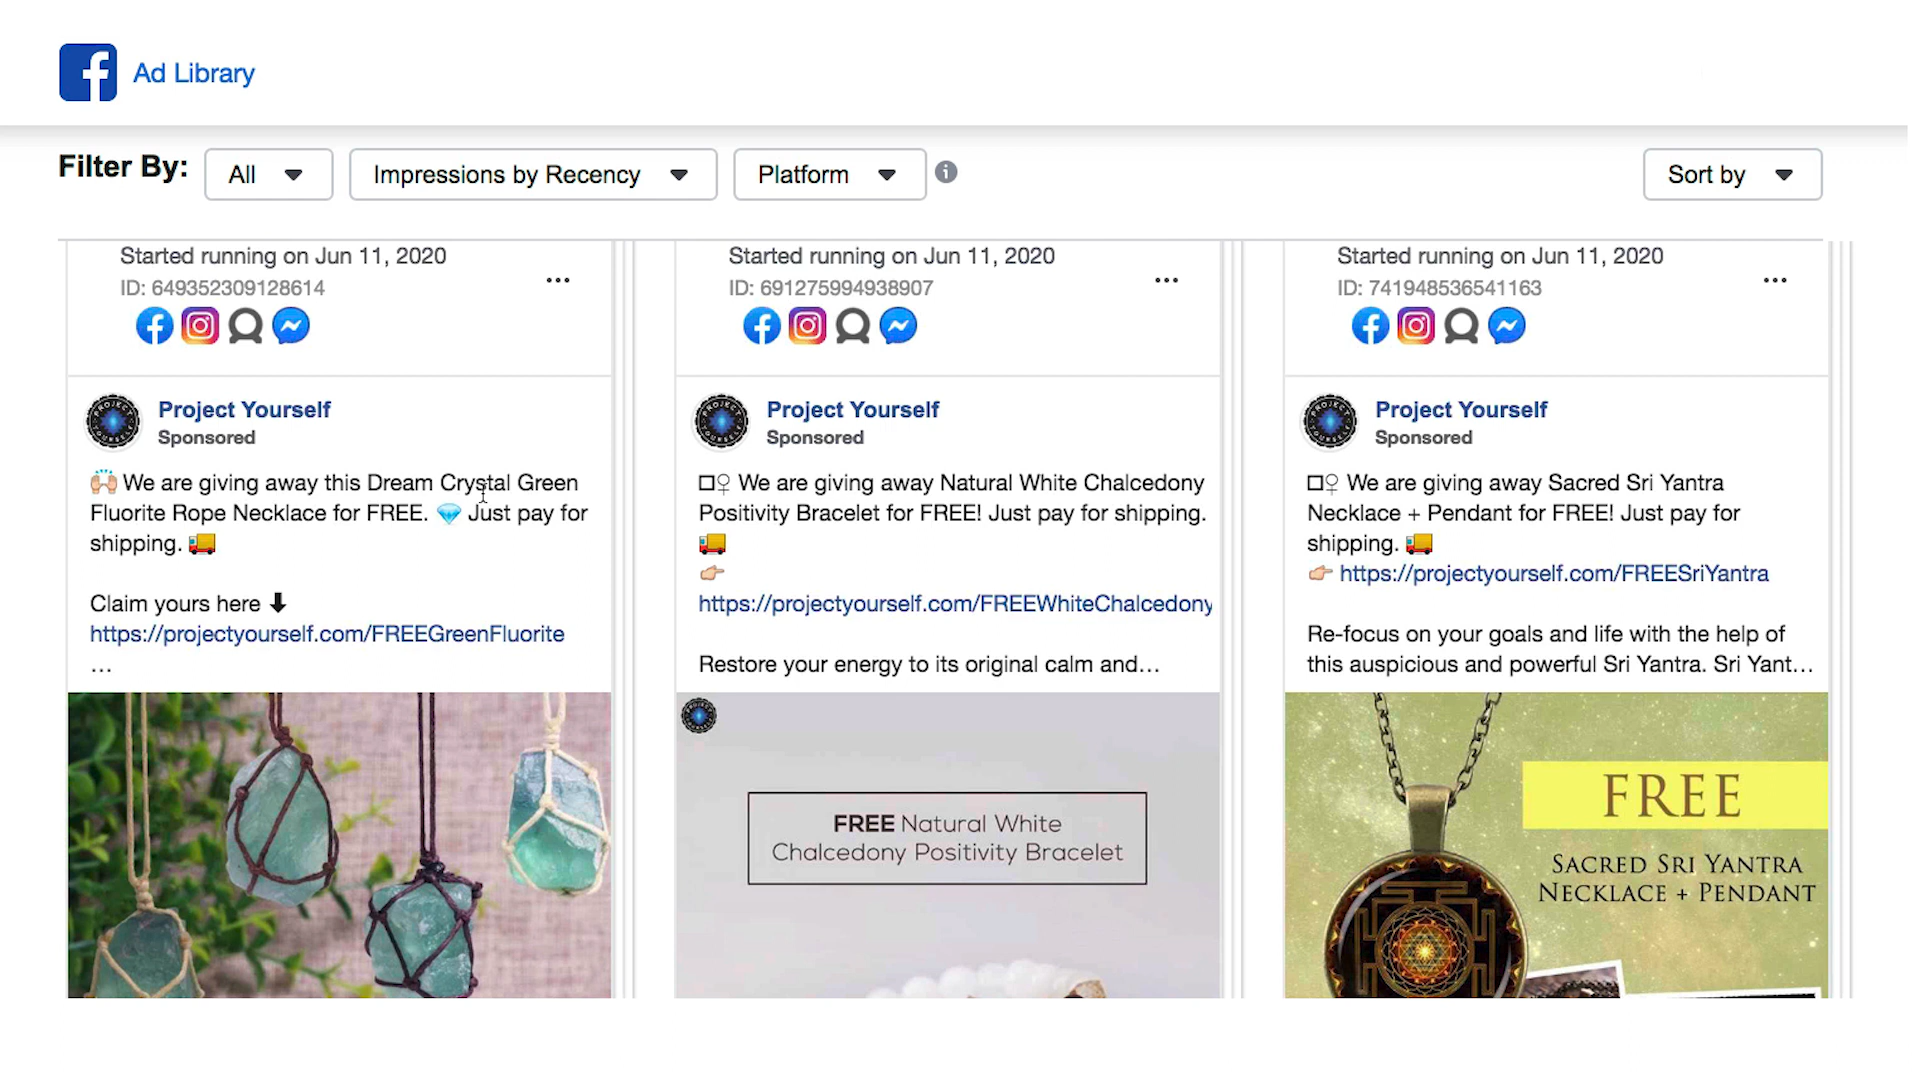 Ad Library
Filter By:
All
Impressions by Recency
Platform
Sort by
Started running on Jun 11, 2020
ID: 649352309128614
Project Yourself
Sponsored
🙌🏻 We are giving away this Dream Crystal Green
Fluorite Rope Necklace for FREE. 💎 Just pay for
shipping. 🚚
Claim yours here ⬇
https://projectyourself.com/FREEGreenFluorite
...
Started running on Jun 11, 2020
ID: 691275994938907
Project Yourself
Sponsored
□♀ We are giving away Natural White Chalcedony
Positivity Bracelet for FREE! Just pay for shipping.
🚚
👉🏻
https://projectyourself.com/FREEWhiteChalcedony
Restore your energy to its original calm and...
PROJECT
YOURSELF
FREE Natural White
Chalcedony Positivity Bracelet
Started running on Jun 11, 2020
ID: 741948536541163
Project Yourself
Sponsored
□♀ We are giving away Sacred Sri Yantra
Necklace + Pendant for FREE! Just pay for
shipping. 🚚
👉🏻 https://projectyourself.com/FREESriYantra
Re-focus on your goals and life with the help of
this auspicious and powerful Sri Yantra. Sri Yant...
FREE
SACRED SRI YANTRA
NECKLACE + PENDANT